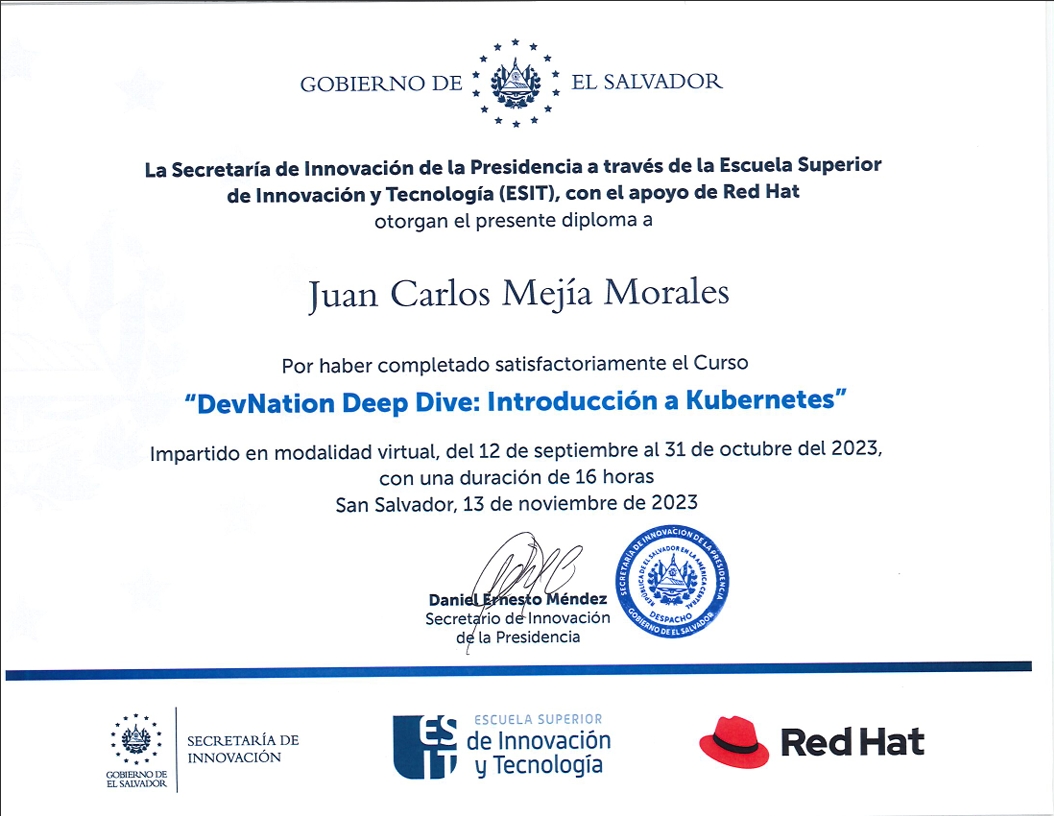 GOBIERNO DE EL SALVADOR
La Secretaría de Innovación de la Presidencia a través de la Escuela Superior
de Innovación y Tecnología (ESIT), con el apoyo de Red Hat
otorgan el presente diploma a
Juan Carlos Mejía Morales
Por haber completado satisfactoriamente el Curso
“DevNation Deep Dive: Introducción a Kubernetes”
Impartido en modalidad virtual, del 12 de septiembre al 31 de octubre del 2023,
con una duración de 16 horas
San Salvador, 13 de noviembre de 2023
Daniel Ernesto Méndez
Secretario de Innovación
de la Presidencia
SECRETARÍA DE INNOVACIÓN DE LA PRESIDENCIA
REPÚBLICA DE EL SALVADOR EN LA AMÉRICA CENTRAL
DESPACHO
GOBIERNO DE EL SALVADOR
GOBIERNO DE
EL SALVADOR
SECRETARÍA DE
INNOVACIÓN
ESIT
ESCUELA SUPERIOR
de Innovación
y Tecnología
Red Hat